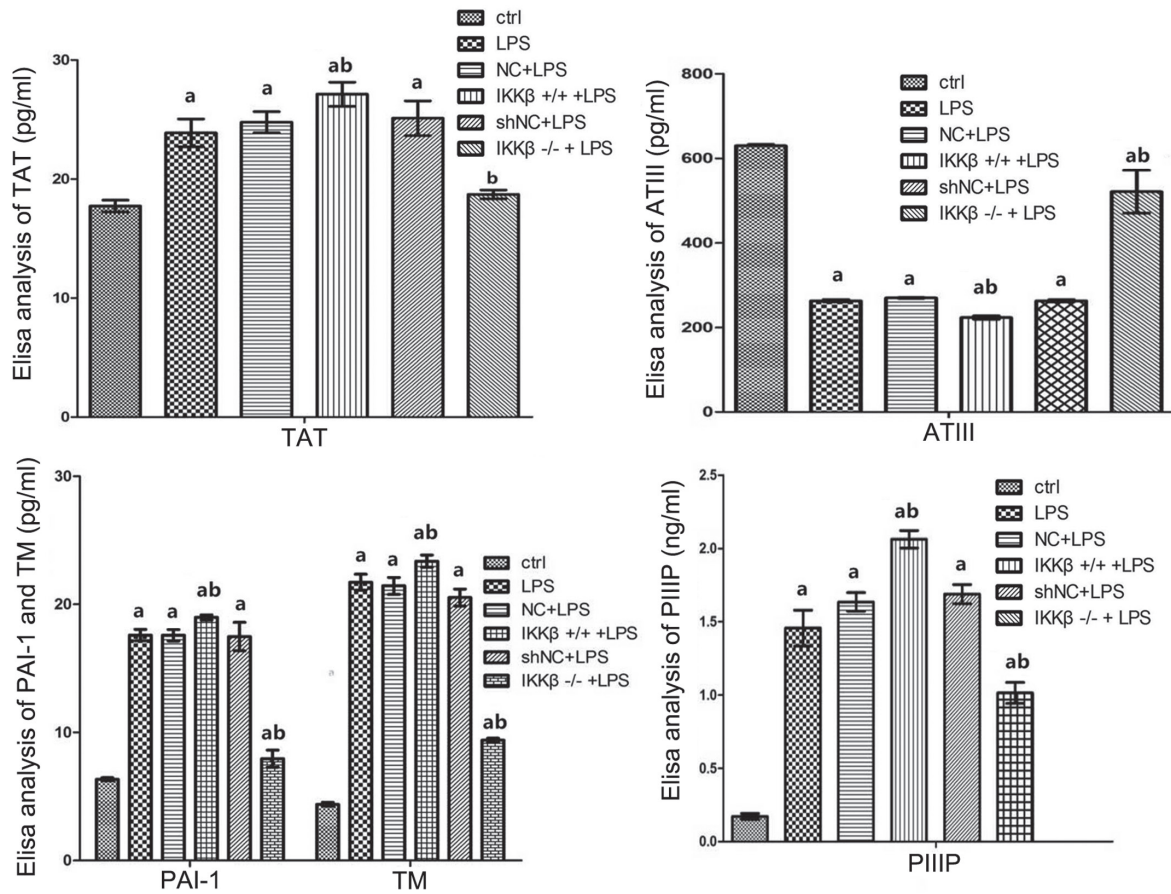 Elisa analysis of TAT (pg/ml)
30
20
10
0
a
a
ab
a
b
ctrl
LPS
NC+LPS
IKKβ +/+ +LPS
shNC+LPS
IKKβ -/- + LPS
TAT
Elisa analysis of ATIII (pg/ml)
800
600
400
200
0
ctrl
LPS
NC+LPS
IKKβ +/+ +LPS
shNC+LPS
IKKβ -/- + LPS
a
a
ab
a
ab
ATIII
Elisa analysis of PAI-1 and TM (pg/ml)
30
20
10
0
a
a
ab
a
ab
a
a
a
ab
a
ab
ctrl
LPS
NC+LPS
IKKβ +/+ +LPS
shNC+LPS
IKKβ -/- +LPS
PAI-1
TM
Elisa analysis of PIIIP (ng/ml)
2.5
2.0
1.5
1.0
0.5
0.0
a
a
ab
a
ab
ctrl
LPS
NC+LPS
IKKβ +/+ +LPS
shNC+LPS
IKKβ -/- + LPS
PIIIP